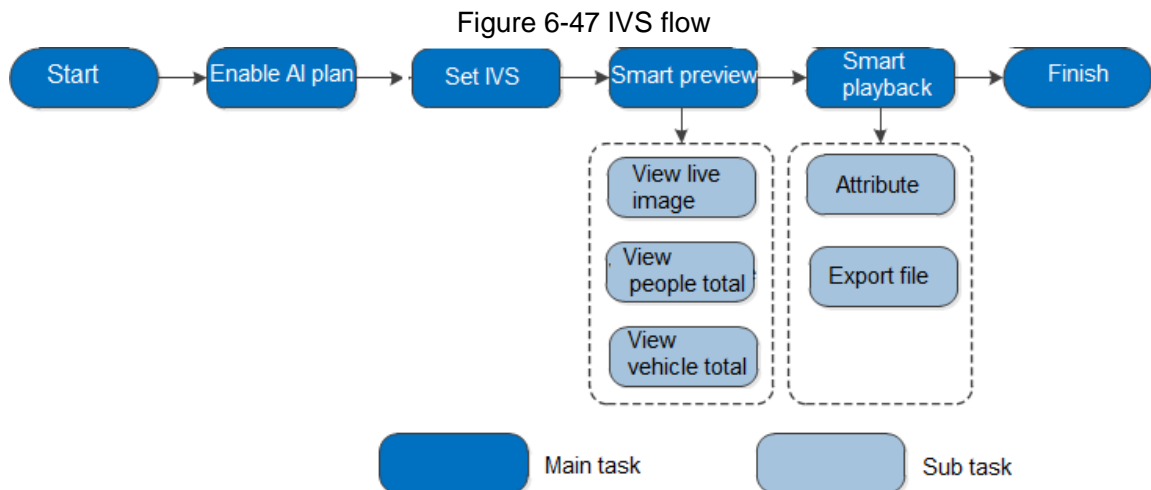 Figure 6-47 IVS flow
Start
Enable AI plan
Set IVS
Smart preview
Smart
playback
Finish
View live
image
View
people total
View
vehicle total
Attribute
Export file
Main task
Sub task